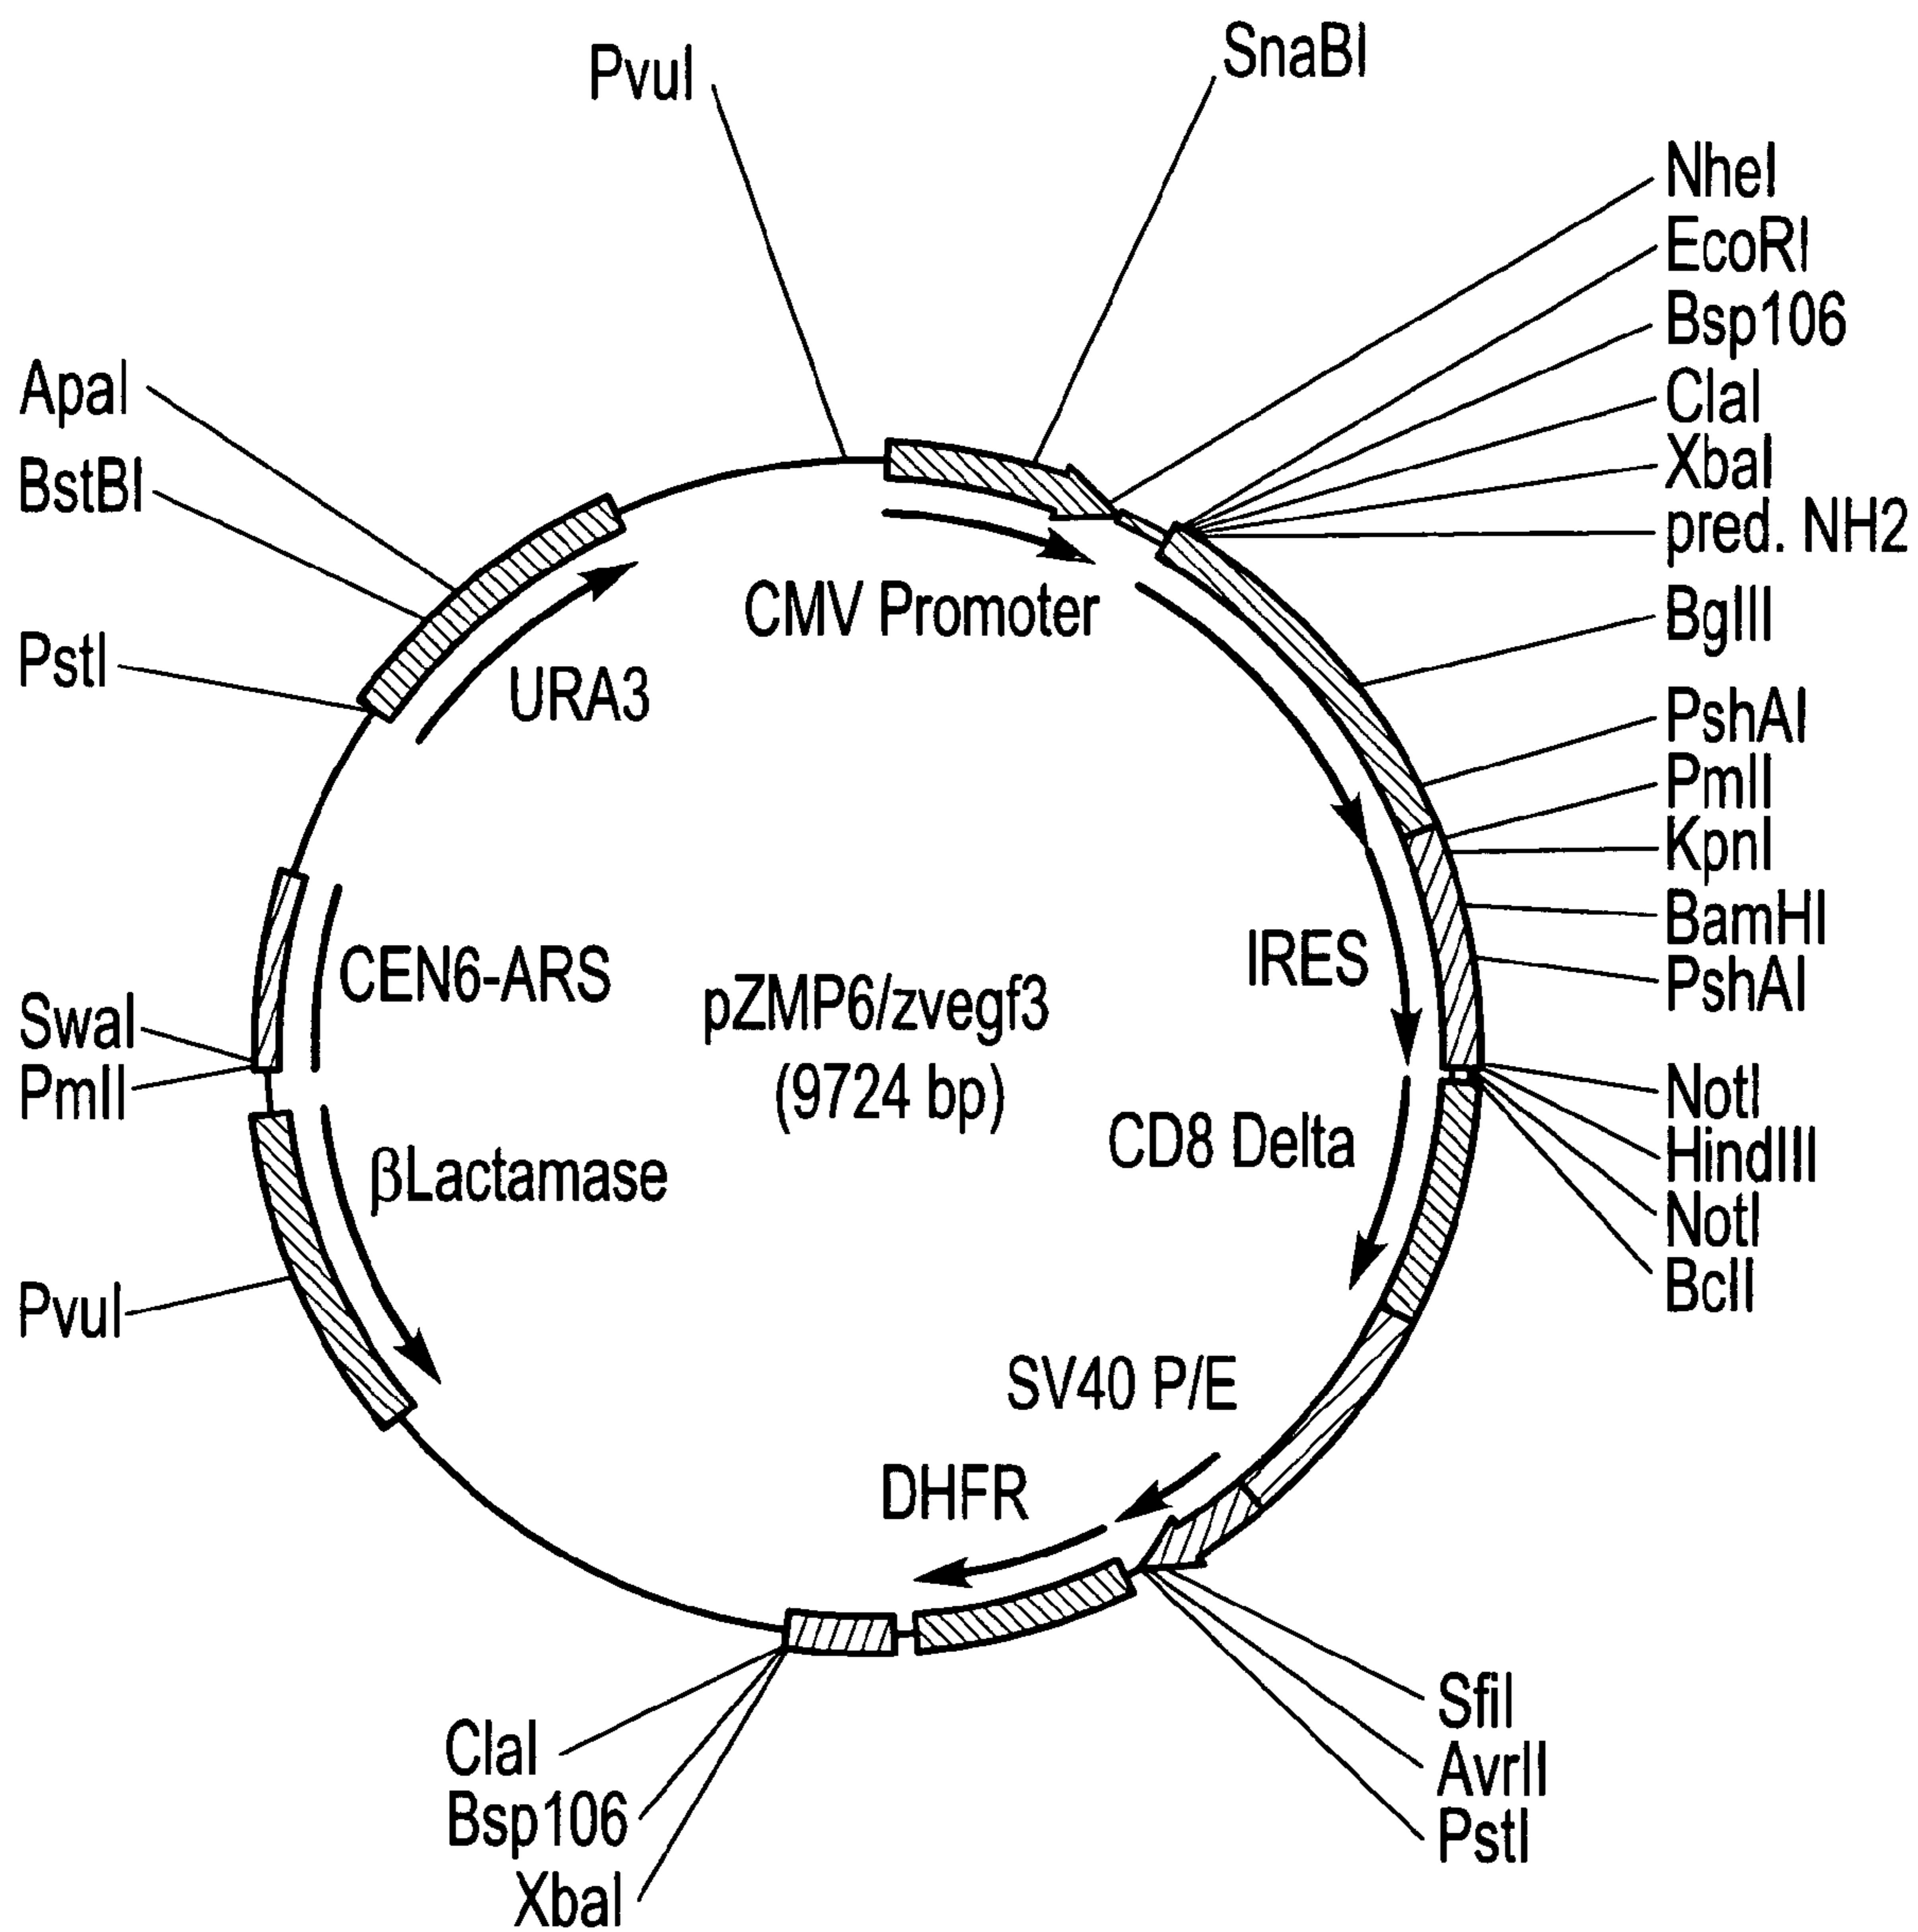 PvuI
SnaBI
NheI
EcoRI
Bsp106
ClaI
XbaI
pred. NH2
BglII
PshAI
PmlI
KpnI
BamHI
PshAI
NotI
HindIII
NotI
BclI
SfiI
AvrII
PstI
ClaI
Bsp106
XbaI
PvuI
PmlI
SwaI
PstI
BstBI
ApaI
CMV Promoter
URA3
CEN6-ARS
pZMP6/zvegf3
(9724 bp)
IRES
CD8 Delta
βLactamase
SV40 P/E
DHFR